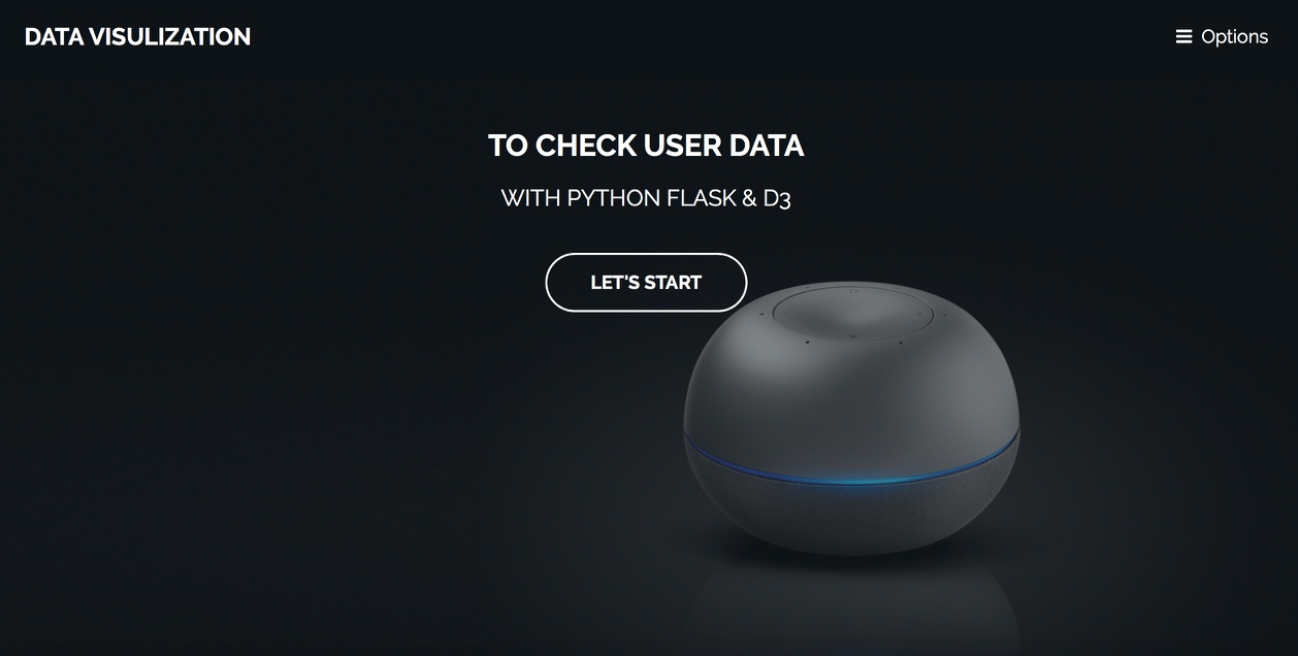 DATA VISULIZATION
Options
TO CHECK USER DATA
WITH PYTHON FLASK & D3
LET'S START